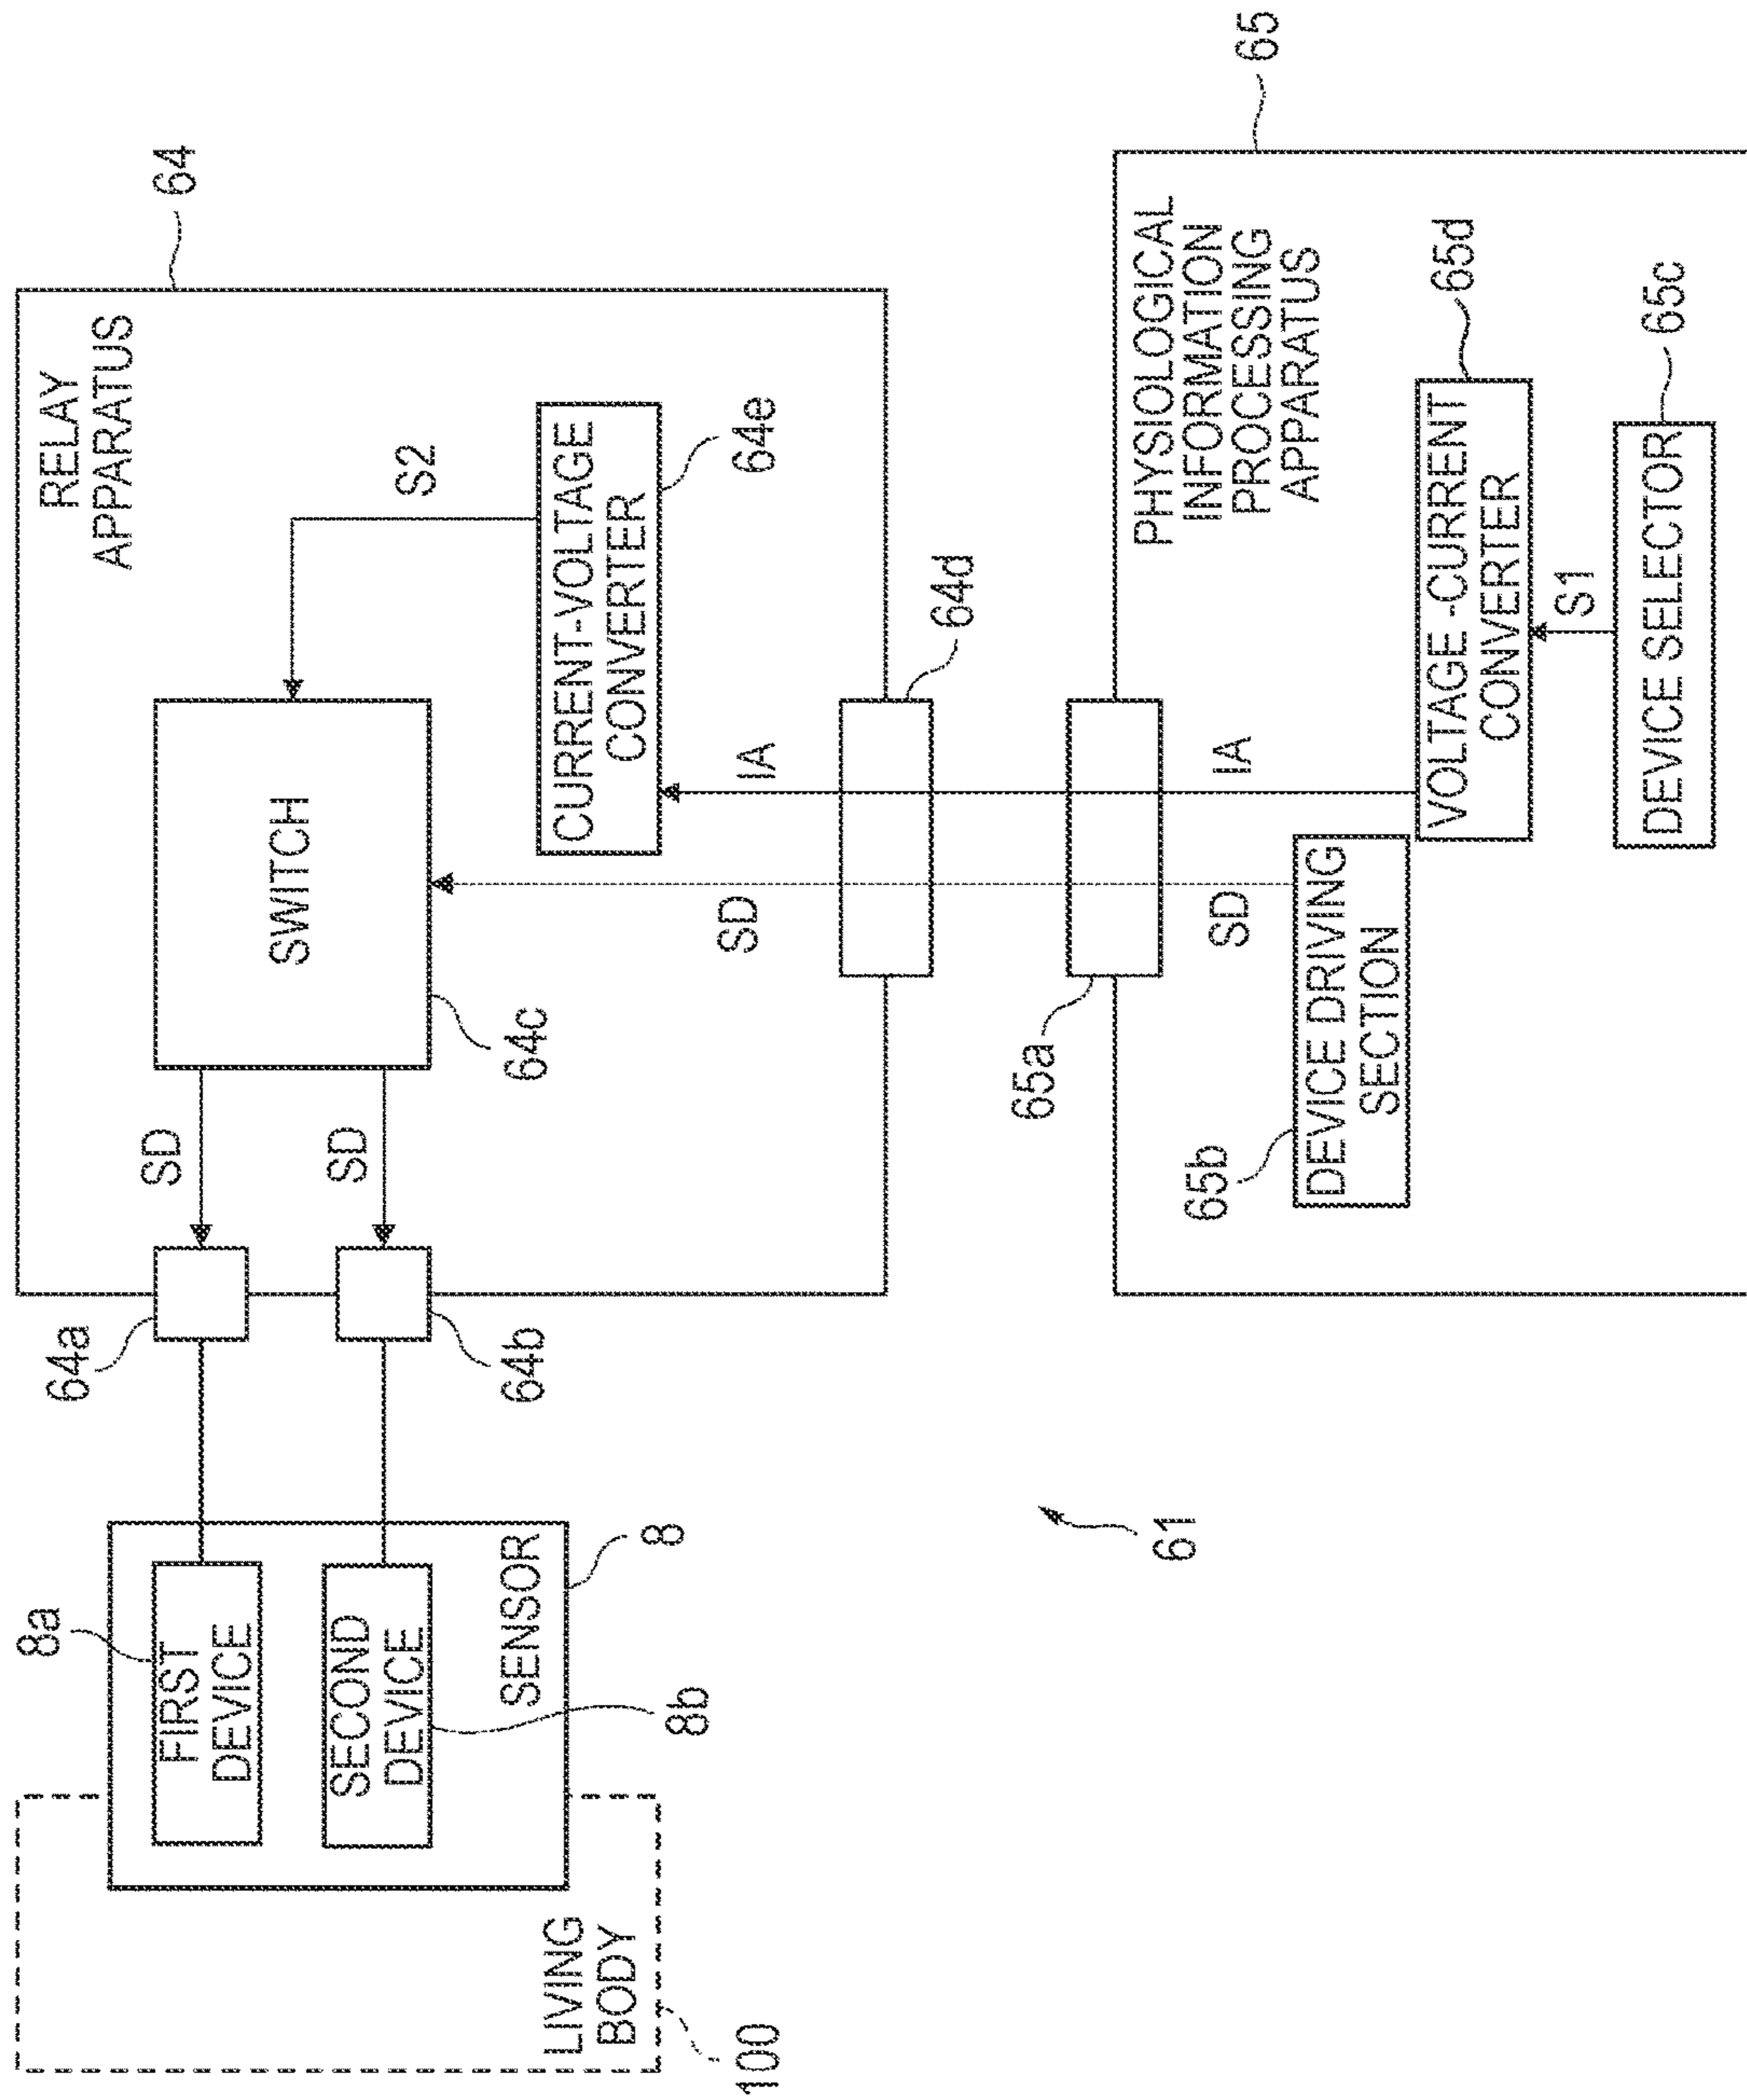 100
LIVING
BODY
8a
FIRST
DEVICE
SECOND
DEVICE
8b
SENSOR
8
61
64a
64b
SD
SD
64c
SWITCH
RELAY
APPARATUS
64
S2
CURRENT-VOLTAGE
CONVERTER
64e
SD
IA
64d
65a
65
PHYSIOLOGICAL
INFORMATION
PROCESSING
APPARATUS
SD
IA
65b
DEVICE DRIVING
SECTION
VOLTAGE -CURRENT
CONVERTER
65d
S1
DEVICE SELECTOR
65c